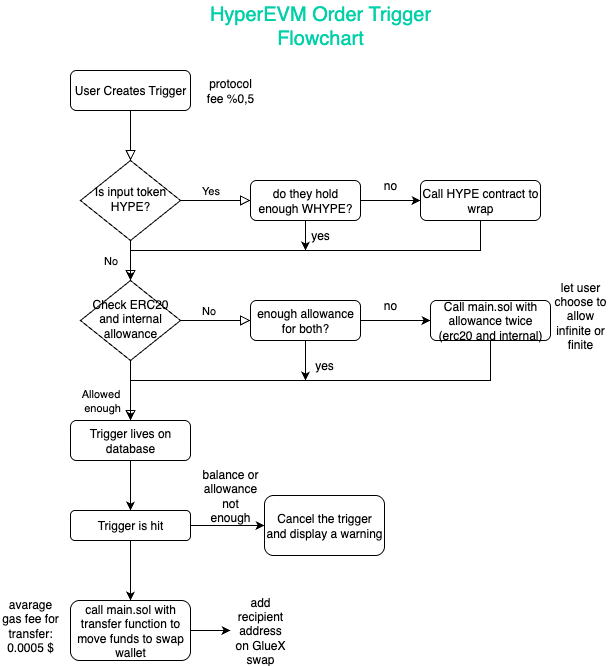 HyperEVM Order Trigger
Flowchart
User Creates Trigger
protocol
fee %0,5
Is input token
HYPE?
Yes
do they hold
enough WHYPE?
no
Call HYPE contract to
wrap
yes
No
Check ERC20
and internal
allowance
No
enough allowance
for both?
no
Call main.sol with
allowance twice
(erc20 and internal)
let user
choose to
allow
infinite or
finite
yes
Allowed
enough
Trigger lives on
database
balance or
allowance
not
enough
Trigger is hit
Cancel the trigger
and display a warning
avarage
gas fee for
transfer:
0.0005 $
call main.sol with
transfer function to
move funds to swap
wallet
add
recipient
address
on GlueX
swap